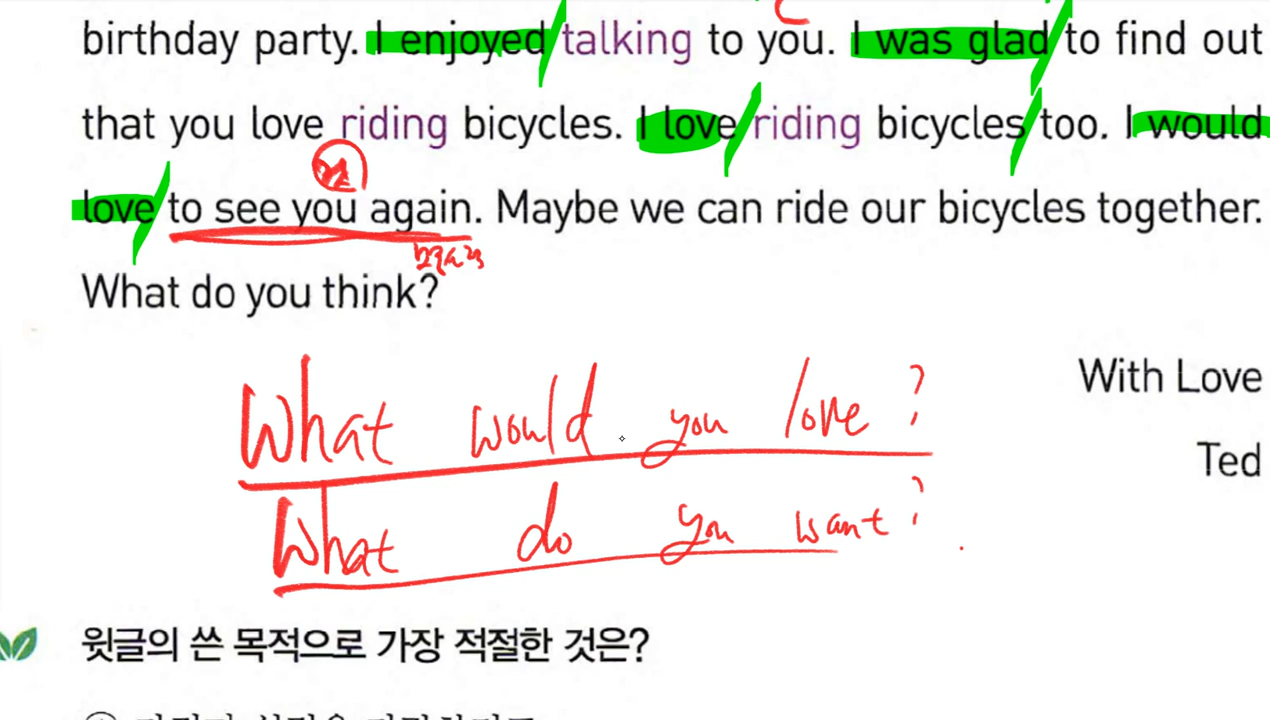 birthday party. I enjoyed talking to you. I was glad to find out
that you love riding bicycles. I love riding bicycles too. I would
love to see you again. Maybe we can ride our bicycles together.
What do you think?
What would you love?
With Love
What do you want?
Ted
윗글의 쓴 목적으로 가장 적절한 것은?